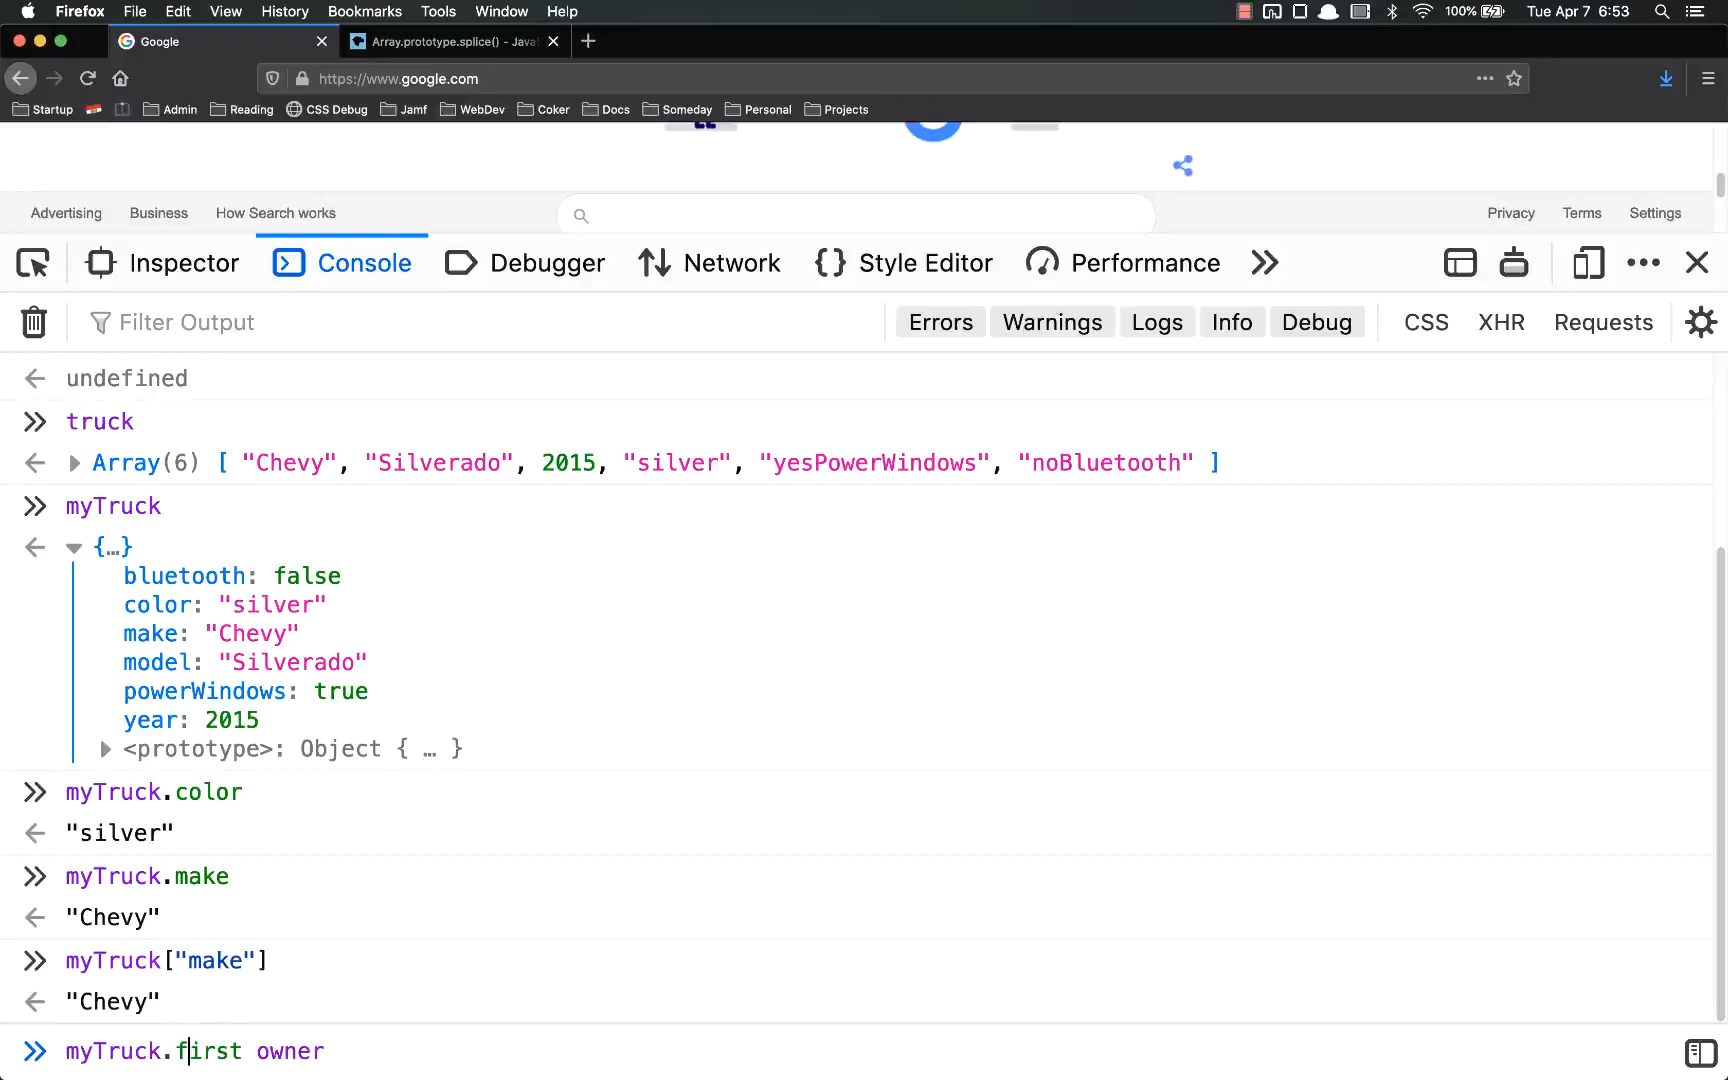 Firefox File Edit View History Bookmarks Tools Window Help 100% Tue Apr 7 6:53
Google Array.prototype.splice() - Java
https://www.google.com
Startup Admin Reading CSS Debug Jamf WebDev Coker Docs Someday Personal Projects
Advertising Business How Search works Privacy Terms Settings
Inspector Console Debugger Network Style Editor Performance
Filter Output Errors Warnings Logs Info Debug CSS XHR Requests
undefined
truck
Array(6) [ "Chevy", "Silverado", 2015, "silver", "yesPowerWindows", "noBluetooth" ]
myTruck
{…}
bluetooth: false
color: "silver"
make: "Chevy"
model: "Silverado"
powerWindows: true
year: 2015
<prototype>: Object { … }
myTruck.color
"silver"
myTruck.make
"Chevy"
myTruck["make"]
"Chevy"
myTruck.first owner